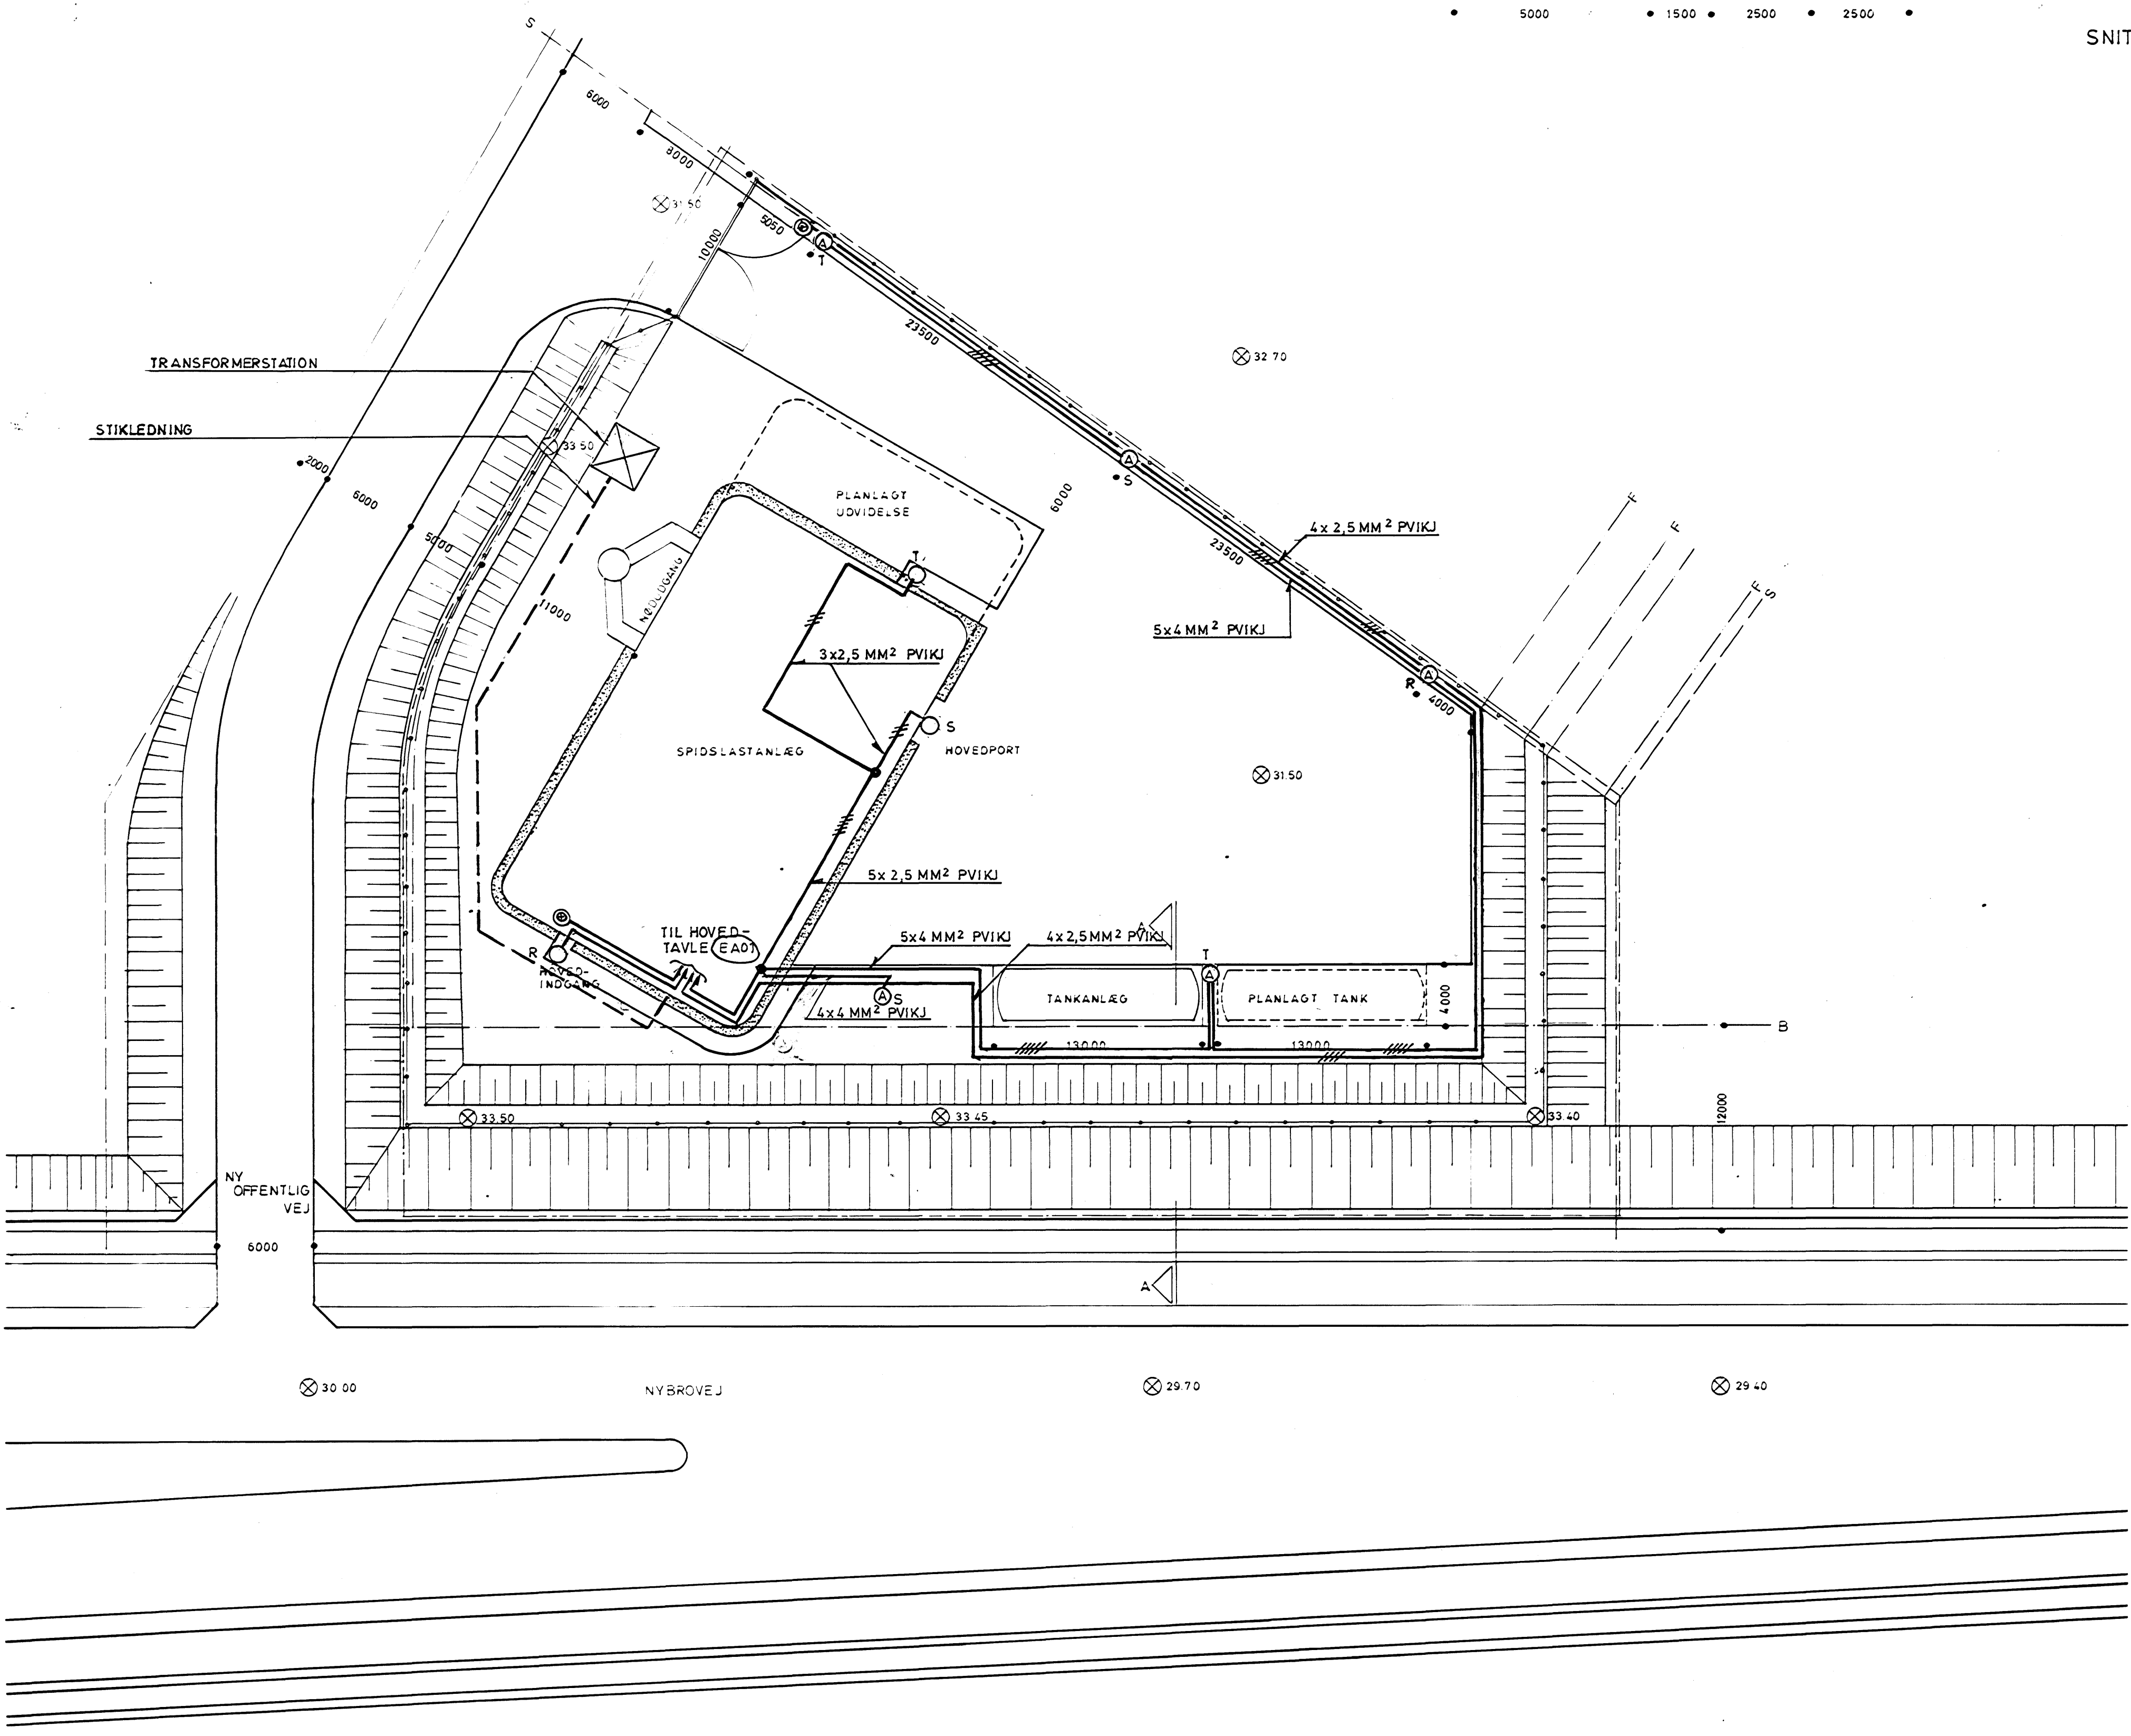 5000
1500
2500
2500
SNIT
S
6000
8000
31.50
5050
10000
T
23500
32 70
TRANSFORMERSTATION
STIKLEDNING
33 50
2000
6000
5000
PLANLAGT
UDVIDELSE
6000
S
F
F
4x 2,5 MM² PVIKJ
23500
5x4 MM² PVIKJ
T
NØDUDGANG
11000
F
S
3x2,5 MM² PVIKJ
R
4000
S
SPIDSLASTANLÆG
HOVEDPORT
31.50
5x 2,5 MM² PVIKJ
TIL HOVED-
TAVLE (EA01)
5x4 MM² PVIKJ
4x 2,5MM² PVIKJ
A
R
HOVED-
INDGANG
T
A
A
A
A
A
S
4x4 MM² PVIKJ
TANKANLÆG
PLANLAGT TANK
4000
B
13000
13000
33.50
33 45
33 40
12000
NY
OFFENTLIG
VEJ
6000
A
30 00
NYBROVEJ
29.70
29 40